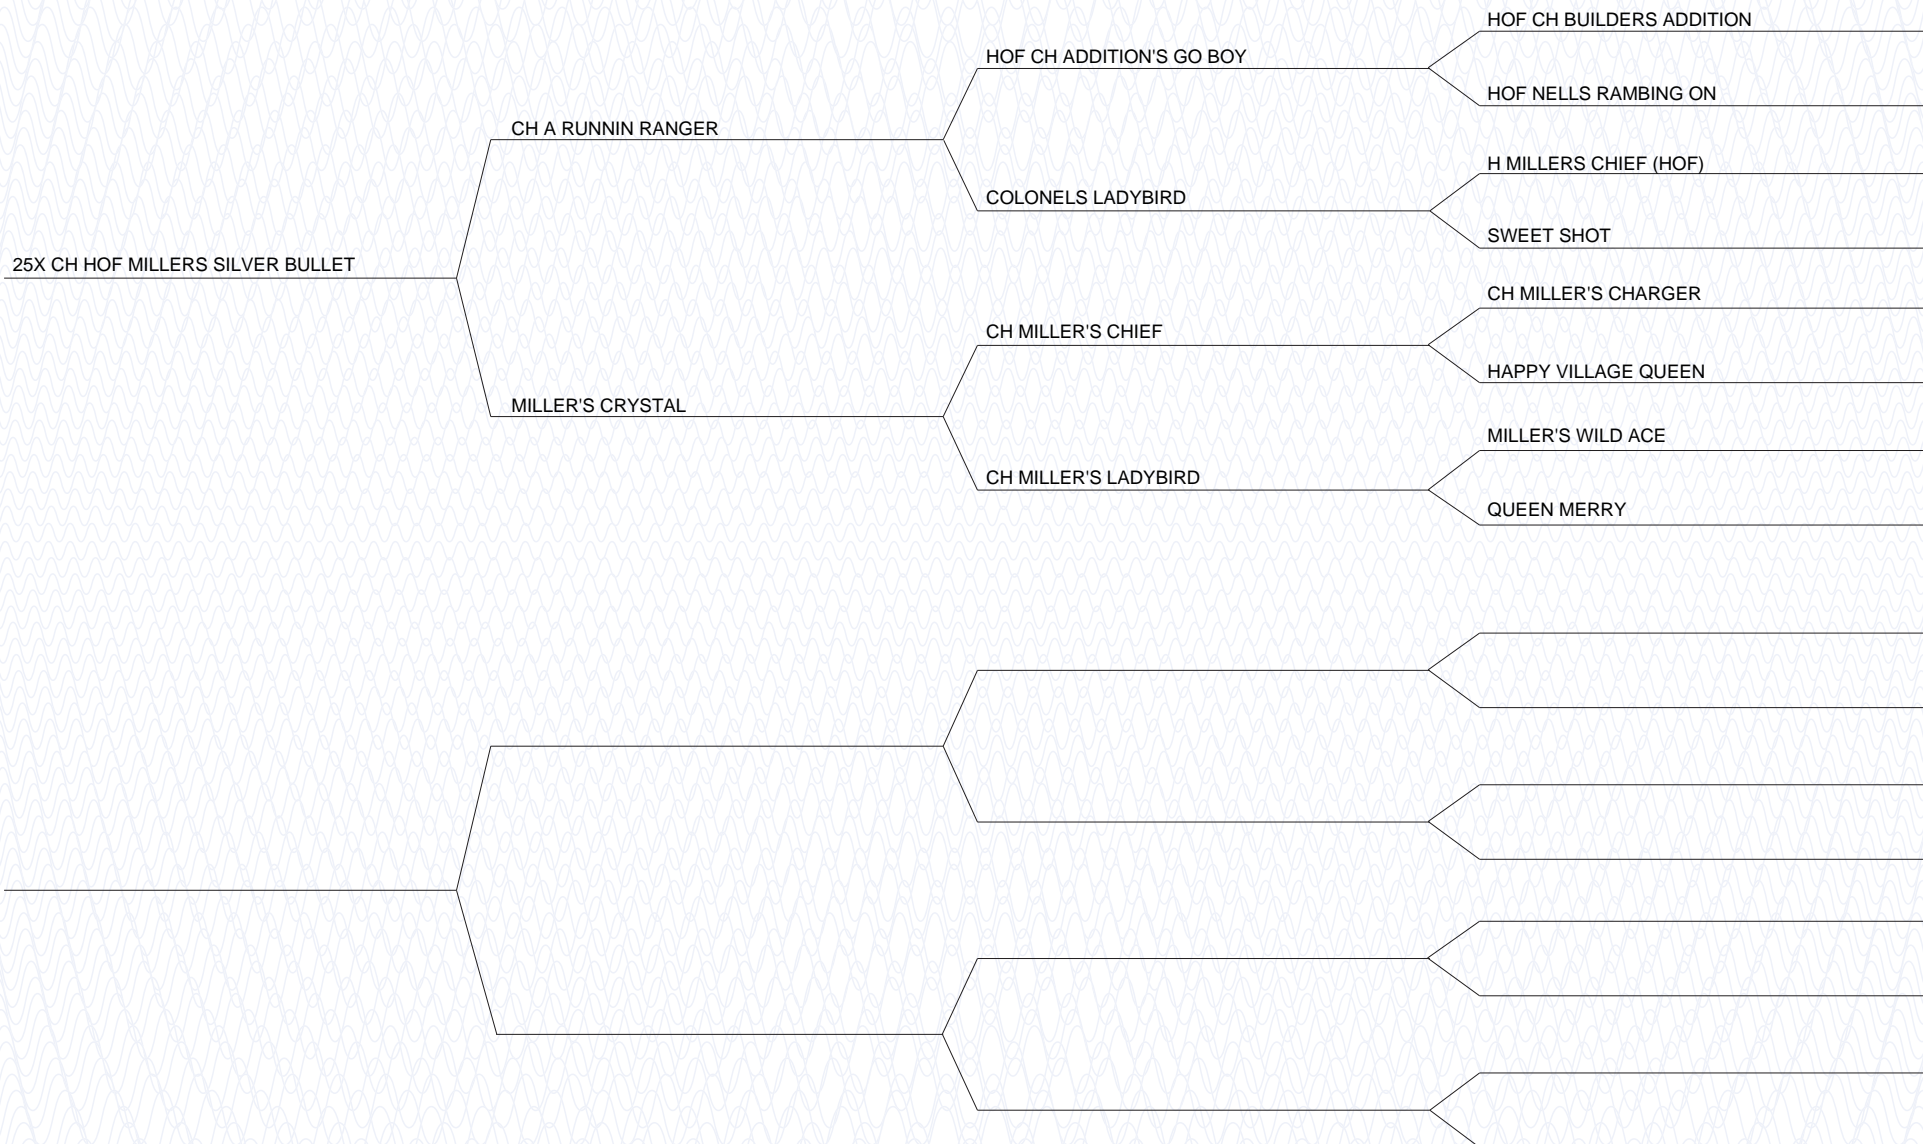 HOF CH BUILDERS ADDITION
HOF CH ADDITION'S GO BOY
HOF NELLS RAMBING ON
CH A RUNNIN RANGER
H MILLERS CHIEF (HOF)
COLONELS LADYBIRD
SWEET SHOT
25X CH HOF MILLERS SILVER BULLET
CH MILLER'S CHARGER
CH MILLER'S CHIEF
HAPPY VILLAGE QUEEN
MILLER'S CRYSTAL
MILLER'S WILD ACE
CH MILLER'S LADYBIRD
QUEEN MERRY